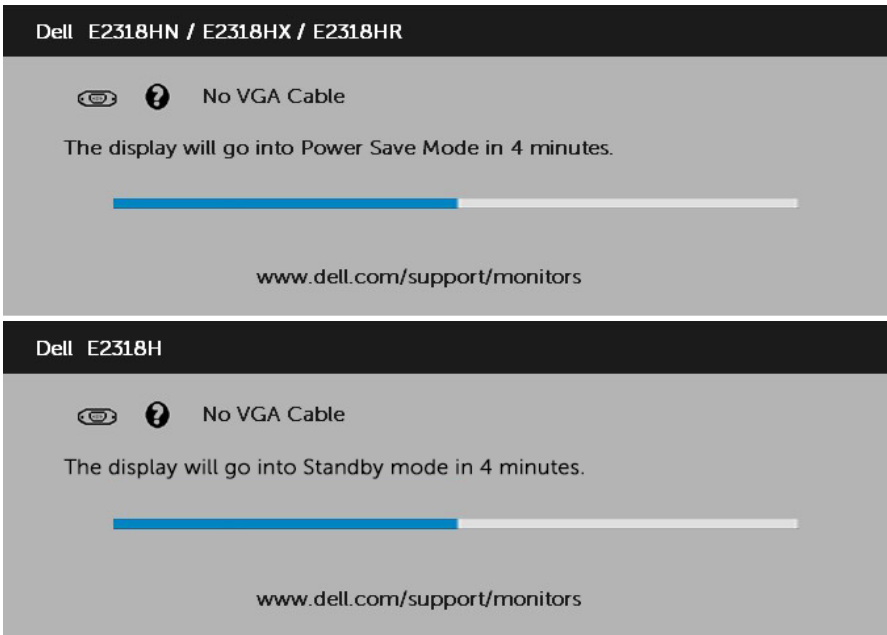 Dell E2318HN / E2318HX / E2318HR
No VGA Cable
The display will go into Power Save Mode in 4 minutes.
www.dell.com/support/monitors
Dell E2318H
No VGA Cable
The display will go into Standby mode in 4 minutes.
www.dell.com/support/monitors